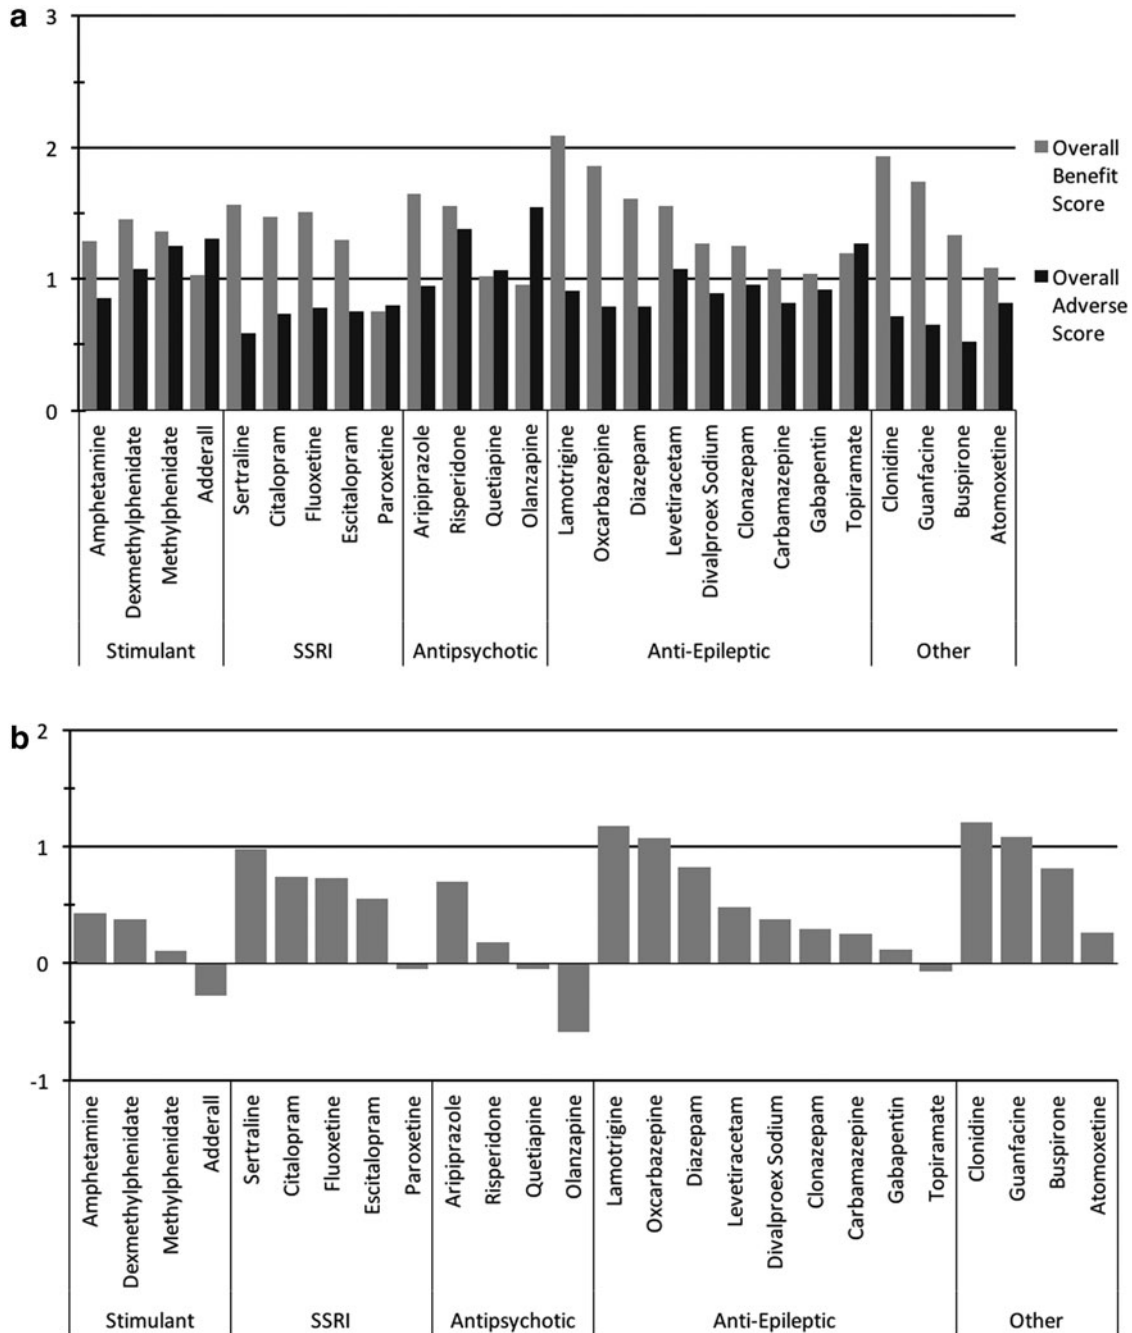 a
3
2
1
0
Overall
Benefit
Score
Overall
Adverse
Score
Amphetamine
Dexmethylphenidate
Methylphenidate
Adderall
Sertraline
Citalopram
Fluoxetine
Escitalopram
Paroxetine
Aripiprazole
Risperidone
Quetiapine
Olanzapine
Lamotrigine
Oxcarbazepine
Diazepam
Levetiracetam
Divalproex Sodium
Clonazepam
Carbamazepine
Gabapentin
Topiramate
Clonidine
Guanfacine
Buspirone
Atomoxetine
Stimulant
SSRI
Antipsychotic
Anti-Epileptic
Other
b
2
1
0
-1
Amphetamine
Dexmethylphenidate
Methylphenidate
Adderall
Sertraline
Citalopram
Fluoxetine
Escitalopram
Paroxetine
Aripiprazole
Risperidone
Quetiapine
Olanzapine
Lamotrigine
Oxcarbazepine
Diazepam
Levetiracetam
Divalproex Sodium
Clonazepam
Carbamazepine
Gabapentin
Topiramate
Clonidine
Guanfacine
Buspirone
Atomoxetine
Stimulant
SSRI
Antipsychotic
Anti-Epileptic
Other